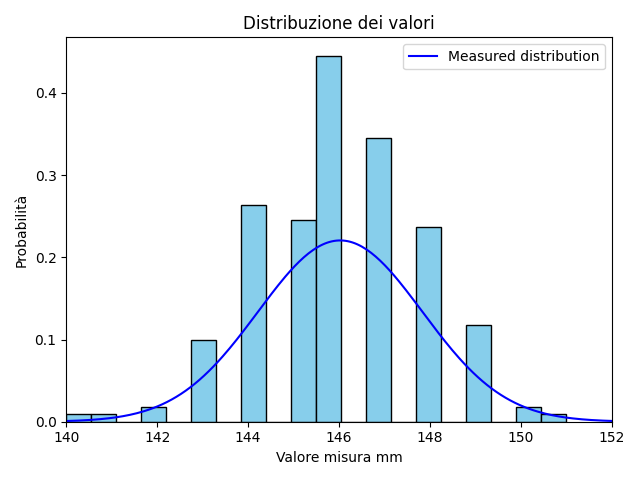 Distribuzione dei valori
Measured distribution
Probabilità
0.4
0.3
0.2
0.1
0.0
140 142 144 146 148 150 152
Valore misura mm